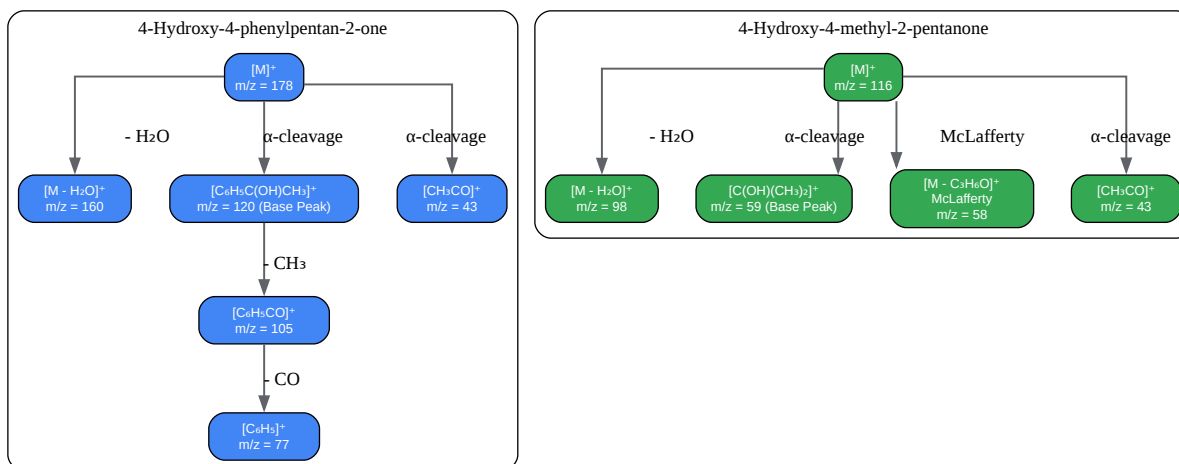 4-Hydroxy-4-phenylpentan-2-one
[M]⁺
m/z = 178
- H₂O
α-cleavage
α-cleavage
[M - H₂O]⁺
m/z = 160
[C₆H₅C(OH)CH₃]⁺
m/z = 120 (Base Peak)
[CH₃CO]⁺
m/z = 43
- CH₃
[C₆H₅CO]⁺
m/z = 105
- CO
[C₆H₅]⁺
m/z = 77
4-Hydroxy-4-methyl-2-pentanone
[M]⁺
m/z = 116
- H₂O
α-cleavage
McLafferty
α-cleavage
[M - H₂O]⁺
m/z = 98
[C(OH)(CH₃)₂]⁺
m/z = 59 (Base Peak)
[M - C₃H₆O]⁺
McLafferty
m/z = 58
[CH₃CO]⁺
m/z = 43